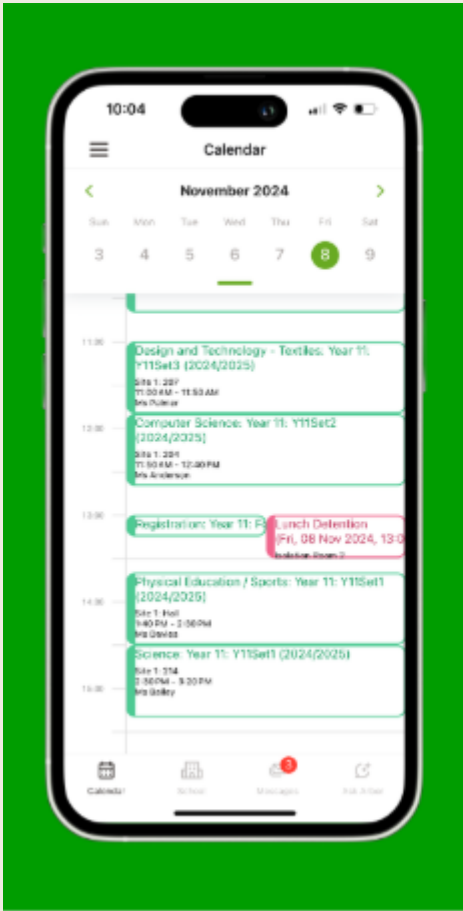 10:04
Calendar
November 2024
Sun Mon Tue Wed Thu Fri Sat
3 4 5 6 7 8 9
11:00
Design and Technology - Textiles: Year 11:
Y11Set3 (2024/2025)
Site 1: 207
11:00 AM - 11:50 AM
Ms Palmer
12:00
Computer Science: Year 11: Y11Set2
(2024/2025)
Site 1: 204
11:50 AM - 12:40 PM
Ms Anderson
13:00
Registration: Year 11:
Lunch Detention
(Fri, 08 Nov 2024, 13:0
Isolation Room 2
Physical Education / Sports: Year 11: Y11Set1
(2024/2025)
14:00
Site 1: Hall
1:40 PM - 2:30 PM
Ms Davies
Science: Year 11: Y11Set1 (2024/2025)
Site 1: 214
2:30 PM - 3:20 PM
15:00
Ms Bailey
3
Calendar School Messages